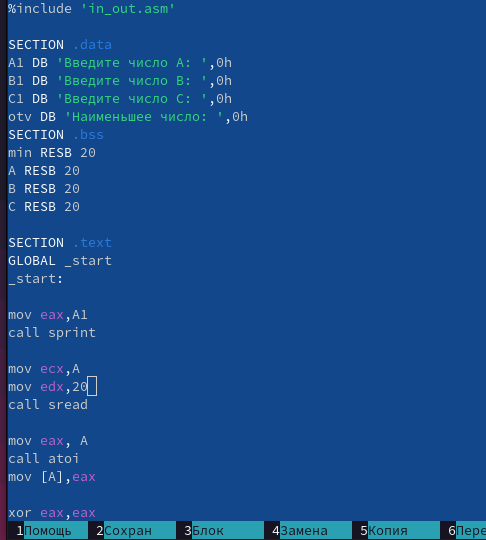 %include 'in_out.asm'
SECTION .data
A1 DB 'Введите число A: ',0h
B1 DB 'Введите число B: ',0h
C1 DB 'Введите число C: ',0h
otv DB 'Наименьшее число: ',0h
SECTION .bss
min RESB 20
A RESB 20
B RESB 20
C RESB 20
SECTION .text
GLOBAL _start
_start:
mov eax,A1
call sprint
mov ecx,A
mov edx,20
call sread
mov eax, A
call atoi
mov [A],eax
xor eax,eax
1Помощь 2Сохран 3Блок 4Замена 5Копия 6Пере